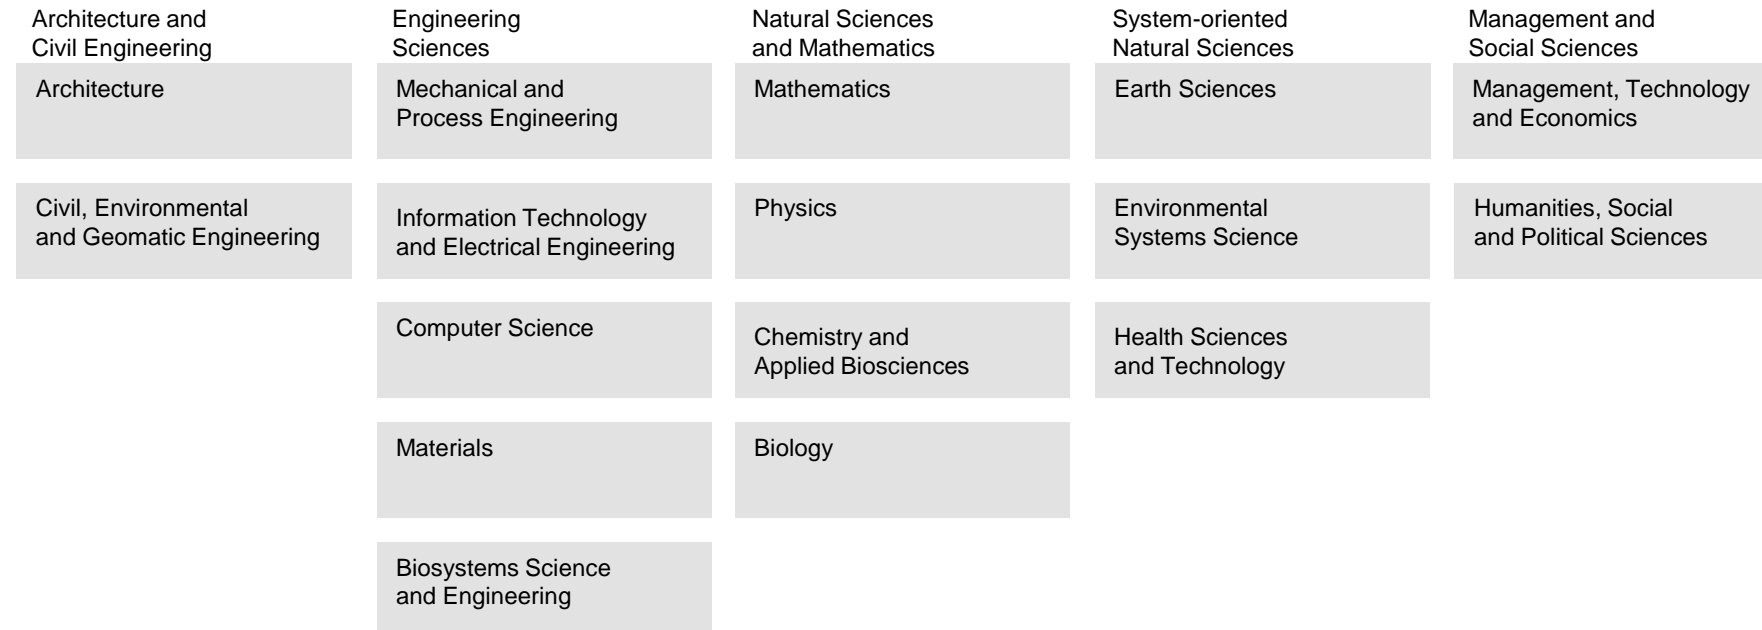 Architecture and
Civil Engineering
Architecture
Civil, Environmental
and Geomatic Engineering
Engineering
Sciences
Mechanical and
Process Engineering
Information Technology
and Electrical Engineering
Computer Science
Materials
Biosystems Science
and Engineering
Natural Sciences
and Mathematics
Mathematics
Physics
Chemistry and
Applied Biosciences
Biology
System-oriented
Natural Sciences
Earth Sciences
Environmental
Systems Science
Health Sciences
and Technology
Management and
Social Sciences
Management, Technology
and Economics
Humanities, Social
and Political Sciences